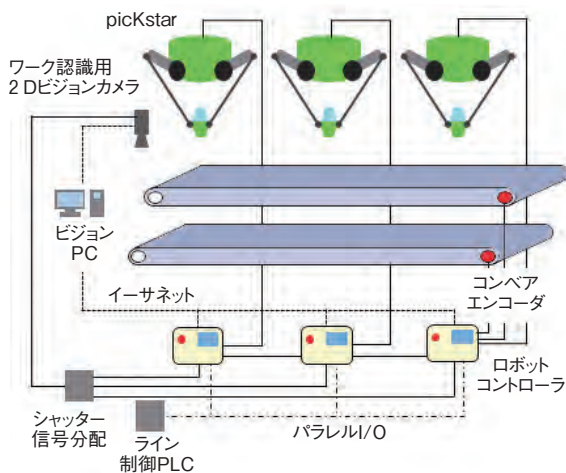 picKstar
ワーク認識用
2Dビジョンカメラ
ビジョン
PC
コンベア
エンコーダ
イーサネット
ロボット
コントローラ
シャッター
信号分配
パラレルI/O
ライン
制御PLC